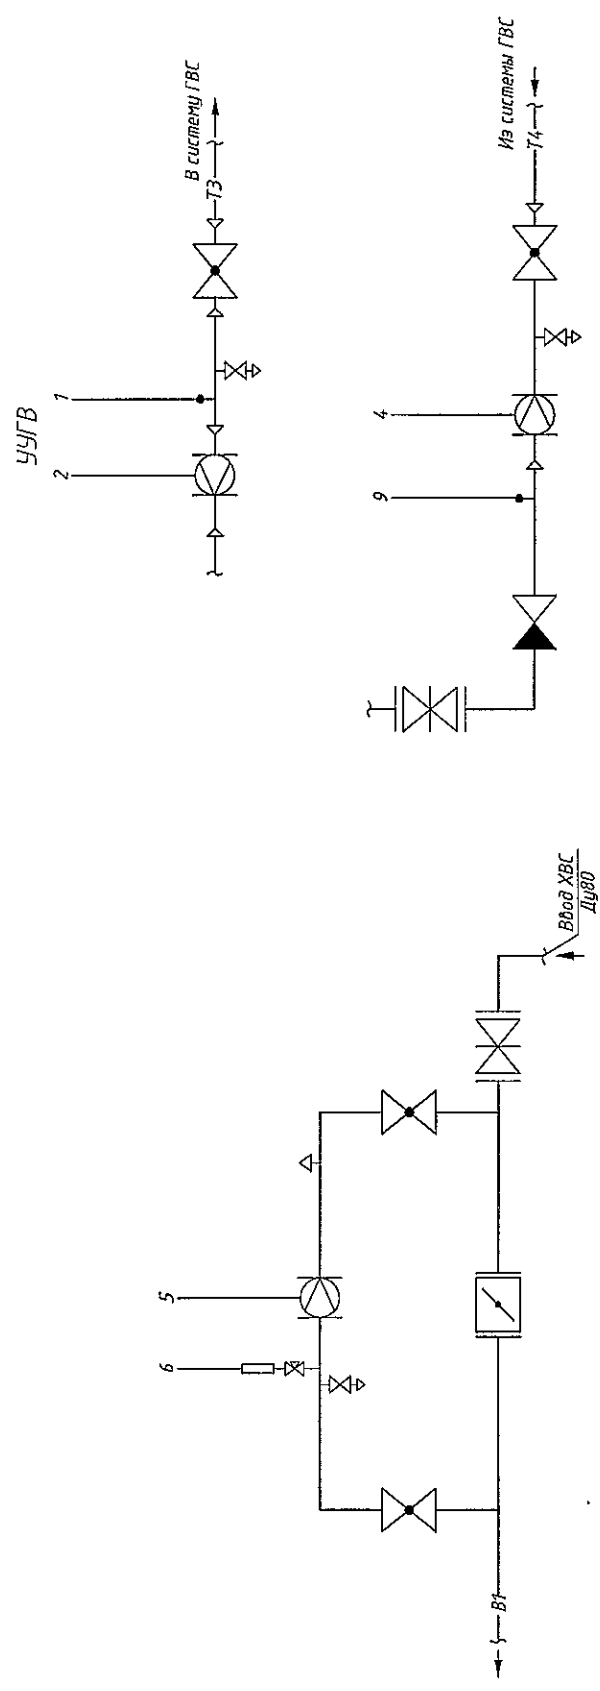 УУГВ
1
2
В систему ГВС
Т3
Из системы ГВС
Т4
4
9
Ввод ХВС
Ду80
5
6
В1